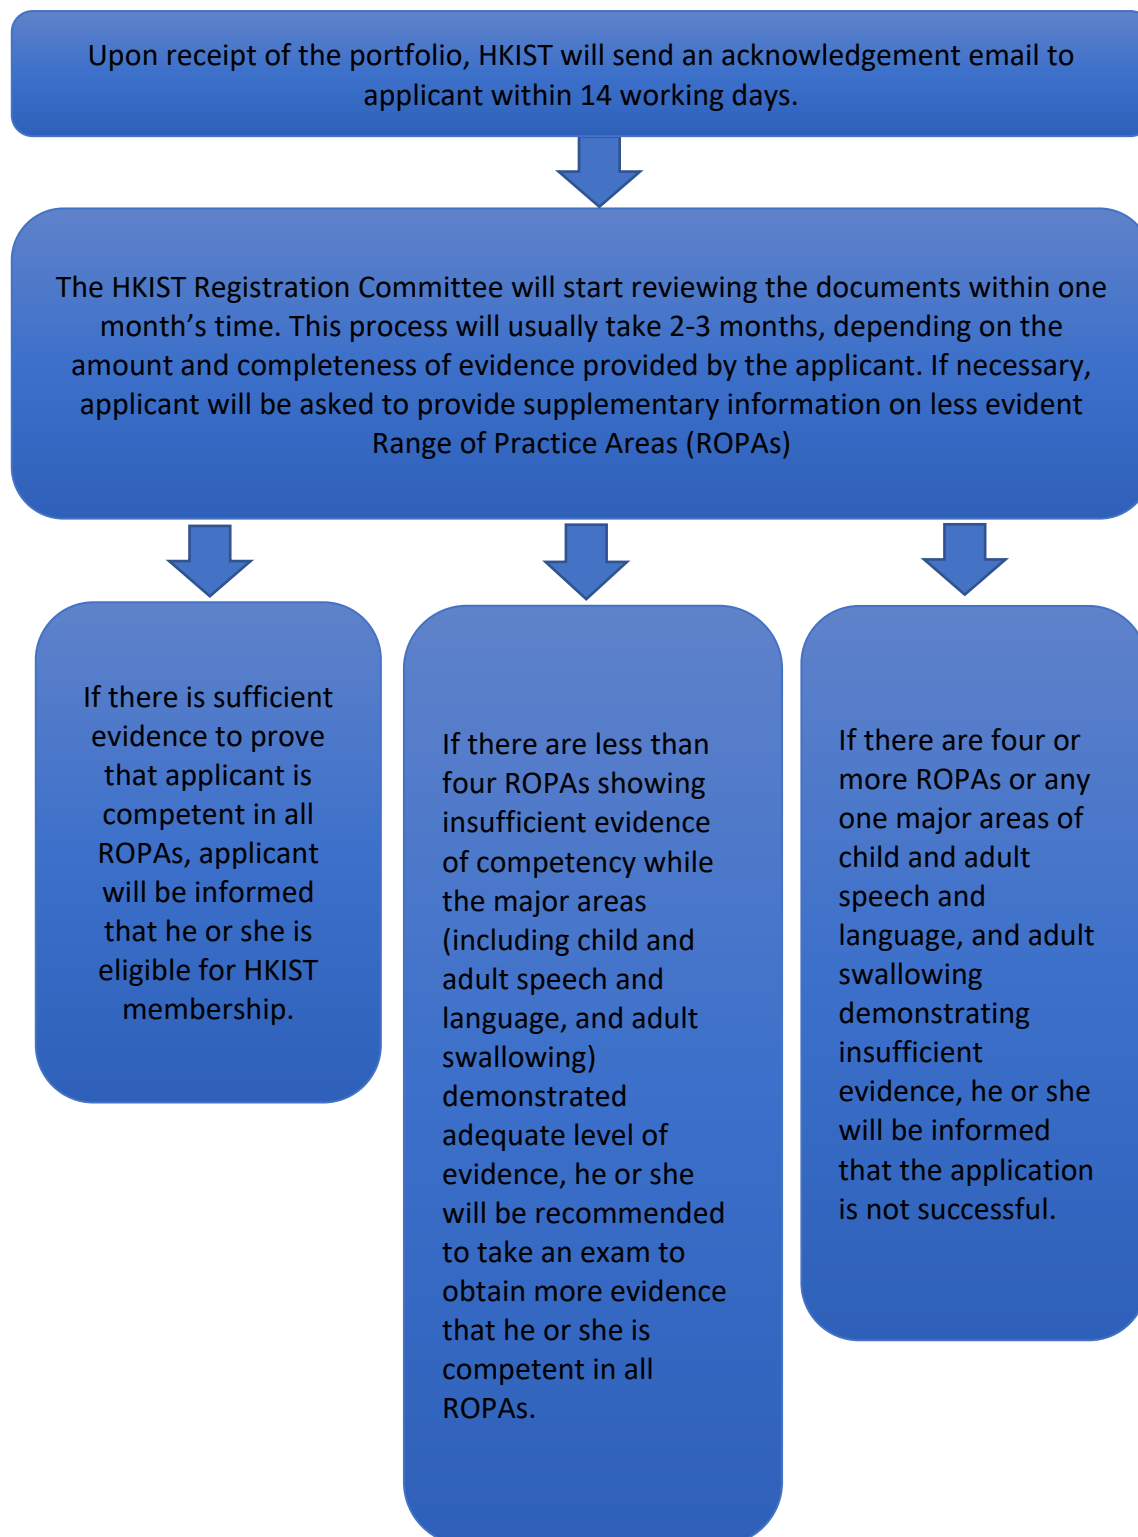 Upon receipt of the portfolio, HKIST will send an acknowledgement email to
applicant within 14 working days.
The HKIST Registration Committee will start reviewing the documents within one
month’s time. This process will usually take 2-3 months, depending on the
amount and completeness of evidence provided by the applicant. If necessary,
applicant will be asked to provide supplementary information on less evident
Range of Practice Areas (ROPAs)
If there is sufficient
evidence to prove
that applicant is
competent in all
ROPAs, applicant
will be informed
that he or she is
eligible for HKIST
membership.
If there are less than
four ROPAs showing
insufficient evidence
of competency while
the major areas
(including child and
adult speech and
language, and adult
swallowing)
demonstrated
adequate level of
evidence, he or she
will be recommended
to take an exam to
obtain more evidence
that he or she is
competent in all
ROPAs.
If there are four or
more ROPAs or any
one major areas of
child and adult
speech and
language, and adult
swallowing
demonstrating
insufficient
evidence, he or she
will be informed
that the application
is not successful.